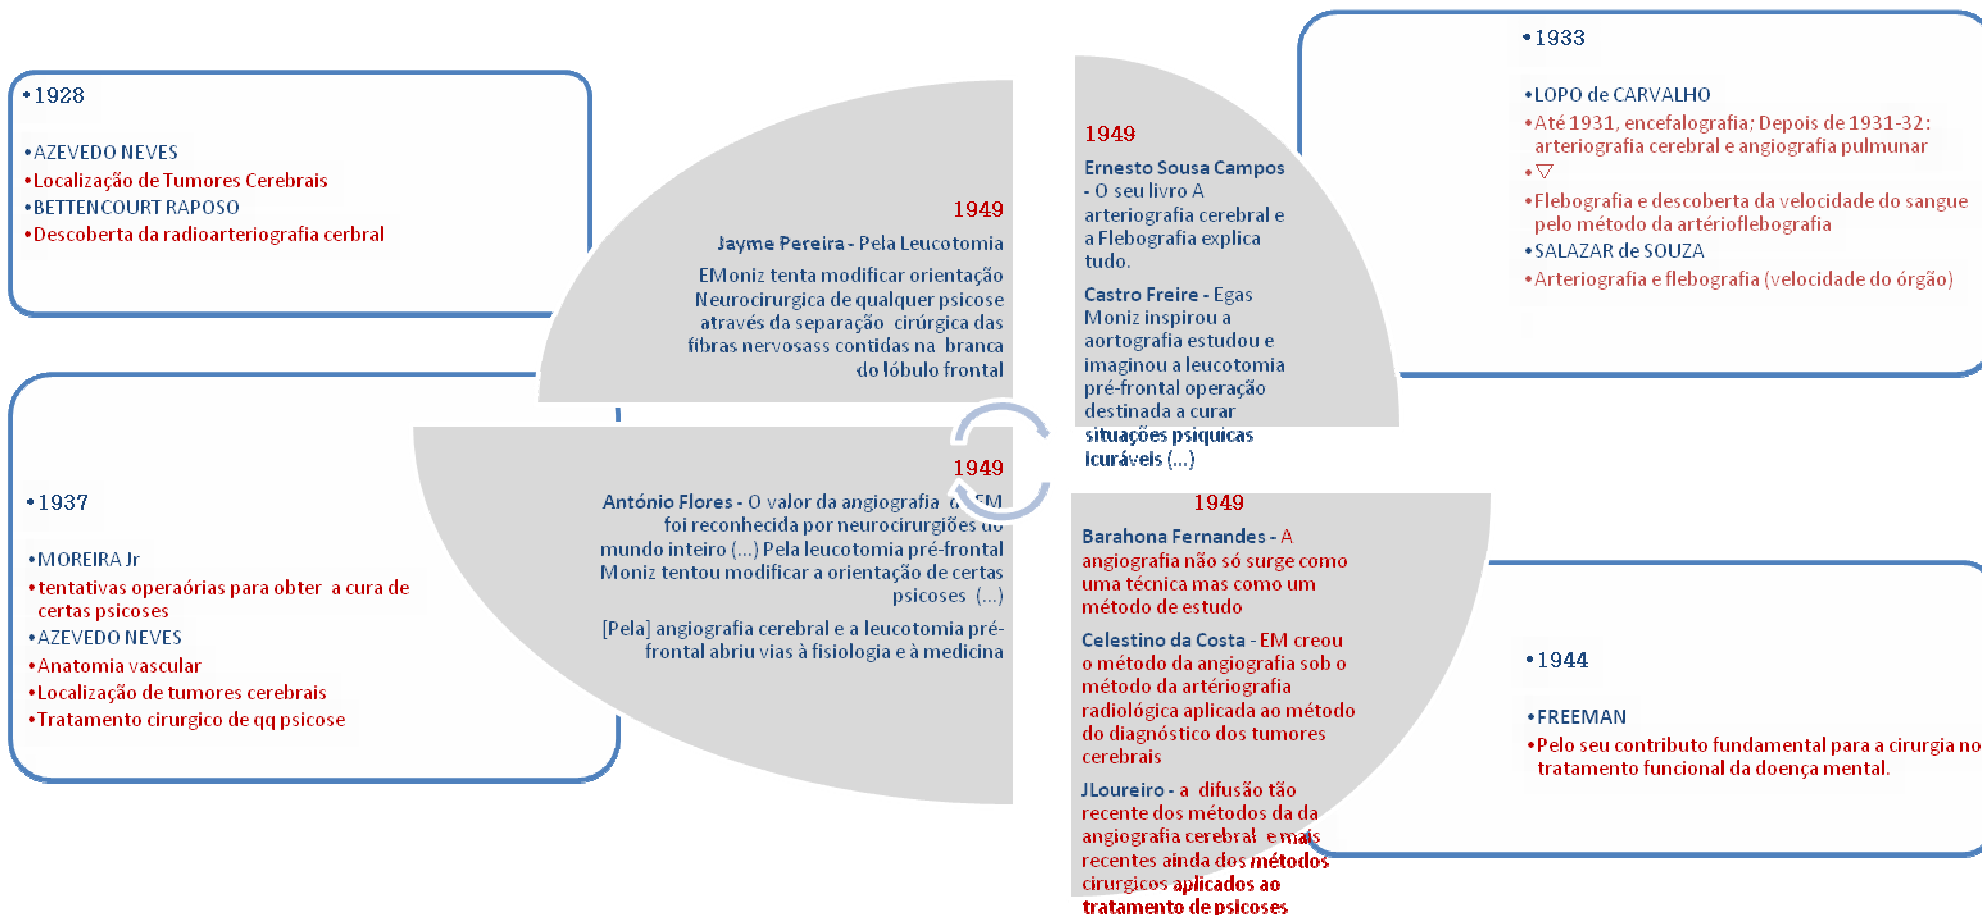 •1928
•AZEVEDO NEVES
•Localização de Tumores Cerebrais
•BETTENCOURT RAPOSO
•Descoberta da radioarteriografia cerbral
1949
Jayme Pereira - Pela Leucotomia
EMoniz tenta modificar orientação
Neurocirurgica de qualquer psicose
através da separação cirúrgica das
fibras nervosass contidas na branca
do lóbulo frontal
1949
Ernesto Sousa Campos
- O seu livro A
arteriografia cerebral e
a Flebografia explica
tudo.
Castro Freire - Egas
Moniz inspirou a
aortografia estudou e
imaginou a leucotomia
pré-frontal operação
destinada a curar
situações psiquicas
icuráveis (...)
•1933
•LOPO de CARVALHO
•Até 1931, encefalografia; Depois de 1931-32:
arteriografia cerebral e angiografia pulmunar
•▽
•Flebografia e descoberta da velocidade do sangue
pelo método da artérioflebografia
•SALAZAR de SOUZA
•Arteriografia e flebografia (velocidade do órgão)
•1937
•MOREIRA Jr
•tentativas operaórias para obter a cura de
certas psicoses
•AZEVEDO NEVES
•Anatomia vascular
•Localização de tumores cerebrais
•Tratamento cirurgico de qq psicose
1949
António Flores - O valor da angiografia EM
foi reconhecida por neurocirurgiões do
mundo inteiro (...) Pela leucotomia pré-frontal
Moniz tentou modificar a orientação de certas
psicoses (...)
[Pela] angiografia cerebral e a leucotomia pré-
frontal abriu vias à fisiologia e à medicina
1949
Barahona Fernandes - A
angiografia não só surge como
uma técnica mas como um
método de estudo
Celestino da Costa - EM creou
o método da angiografia sob o
método da artériografia
radiológica aplicada ao método
do diagnóstico dos tumores
cerebrais
JLoureiro - a difusão tão
recente dos métodos da da
angiografia cerebral e mais
recentes ainda dos métodos
cirurgicos aplicados ao
tratamento de psicoses
•1944
•FREEMAN
•Pelo seu contributo fundamental para a cirurgia no
tratamento funcional da doença mental.